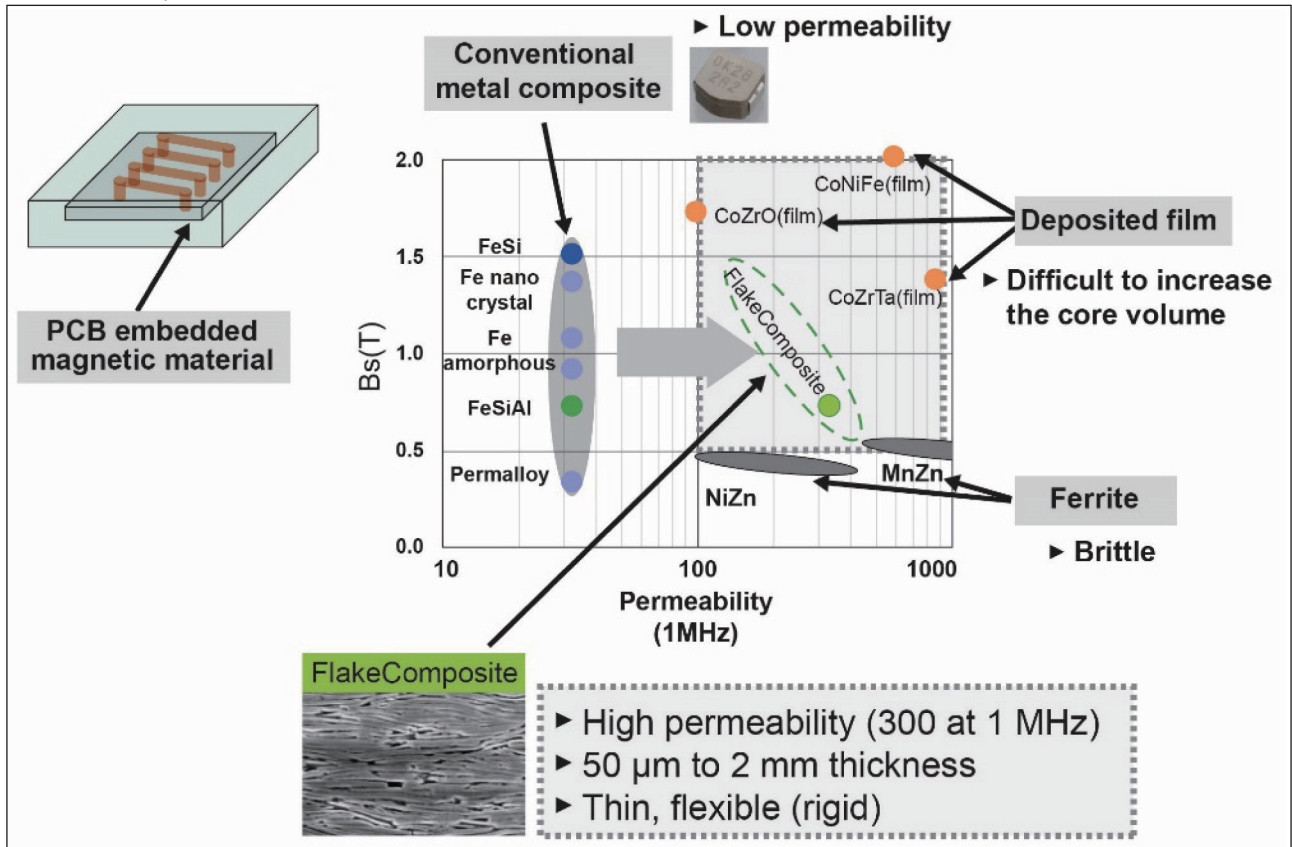 ► Low permeability
Conventional
metal composite
0K28
2R2
PCB embedded
magnetic material
Bs(T)
2.0
1.5
1.0
0.5
0.0
FeSi
Fe nano
crystal
Fe
amorphous
FeSiAl
Permalloy
CoNiFe(film)
CoZrO(film)
CoZrTa(film)
FlakeComposite
NiZn
MnZn
10
100
1000
Permeability
(1MHz)
Deposited film
► Difficult to increase
the core volume
Ferrite
► Brittle
FlakeComposite
► High permeability (300 at 1 MHz)
► 50 µm to 2 mm thickness
► Thin, flexible (rigid)